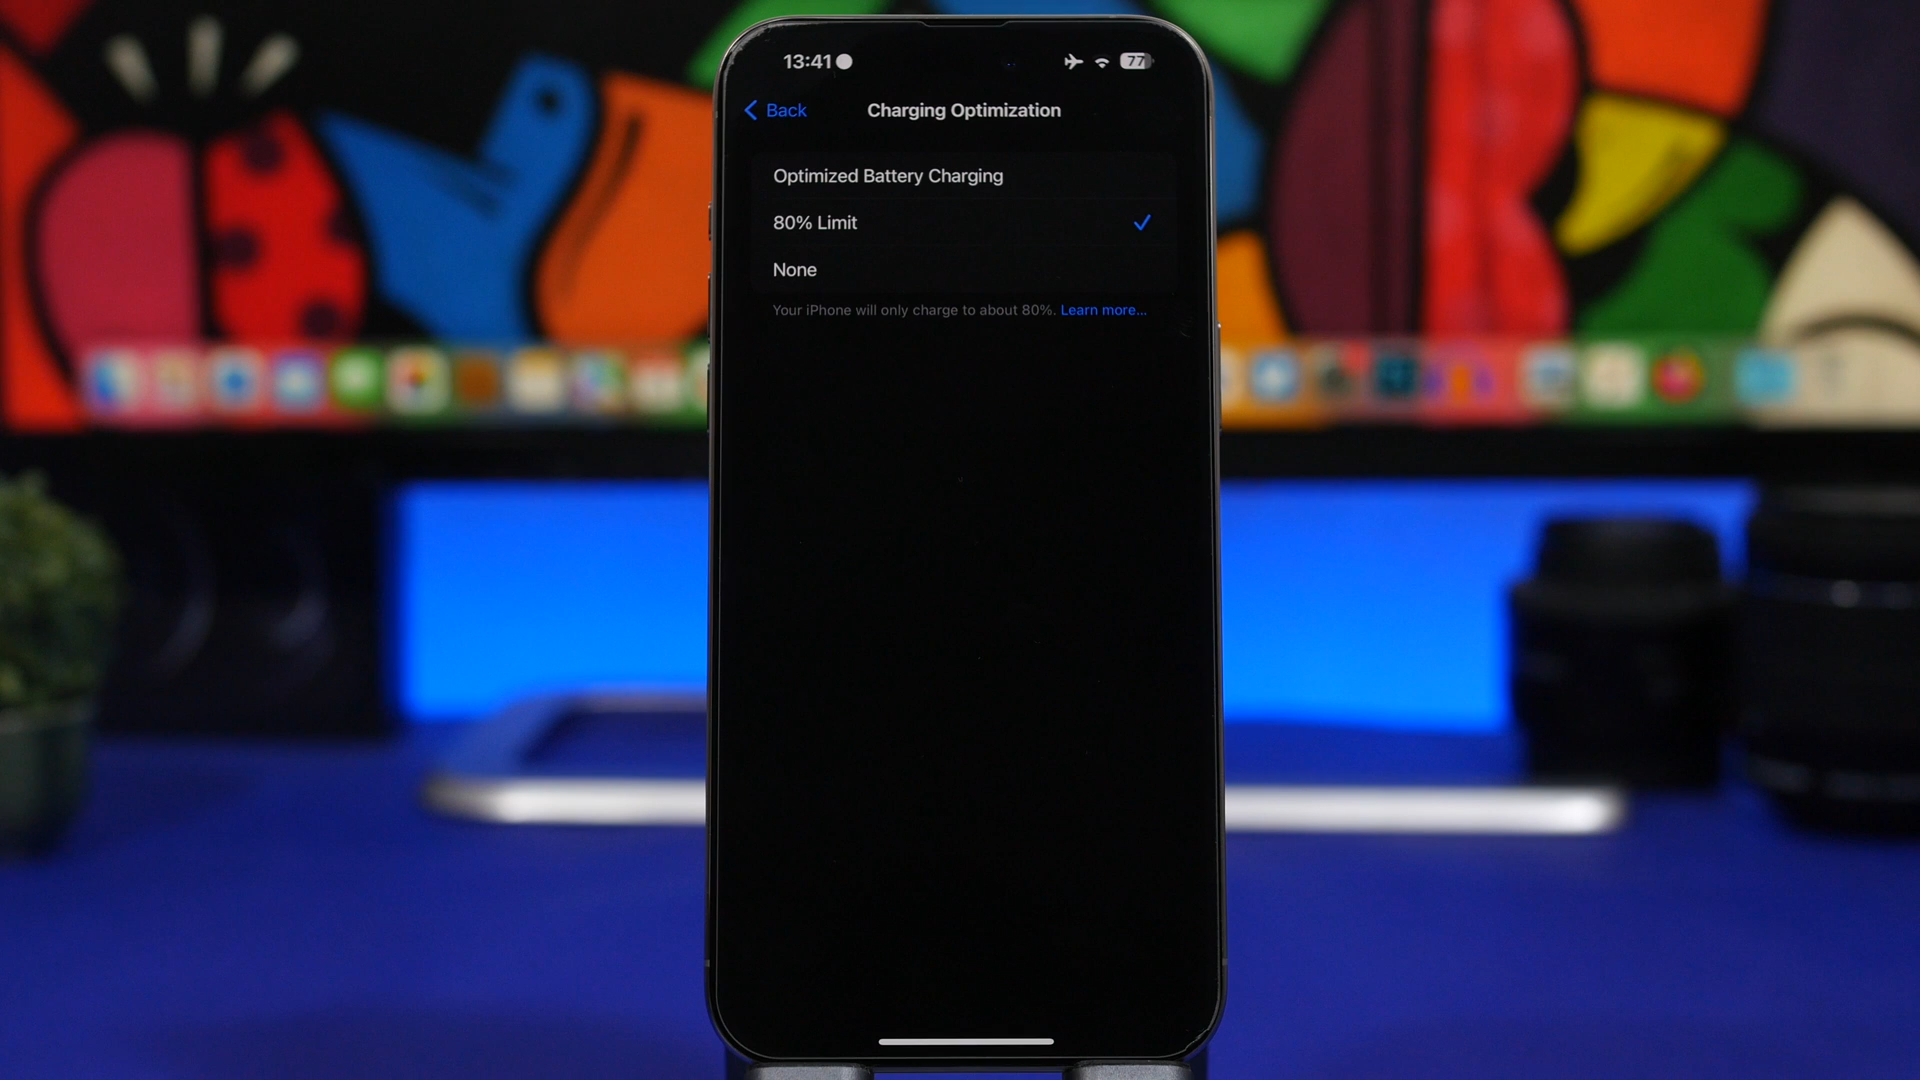 13:41 77
Back Charging Optimization
Optimized Battery Charging
80% Limit
None
Your iPhone will only charge to about 80%. Learn more...